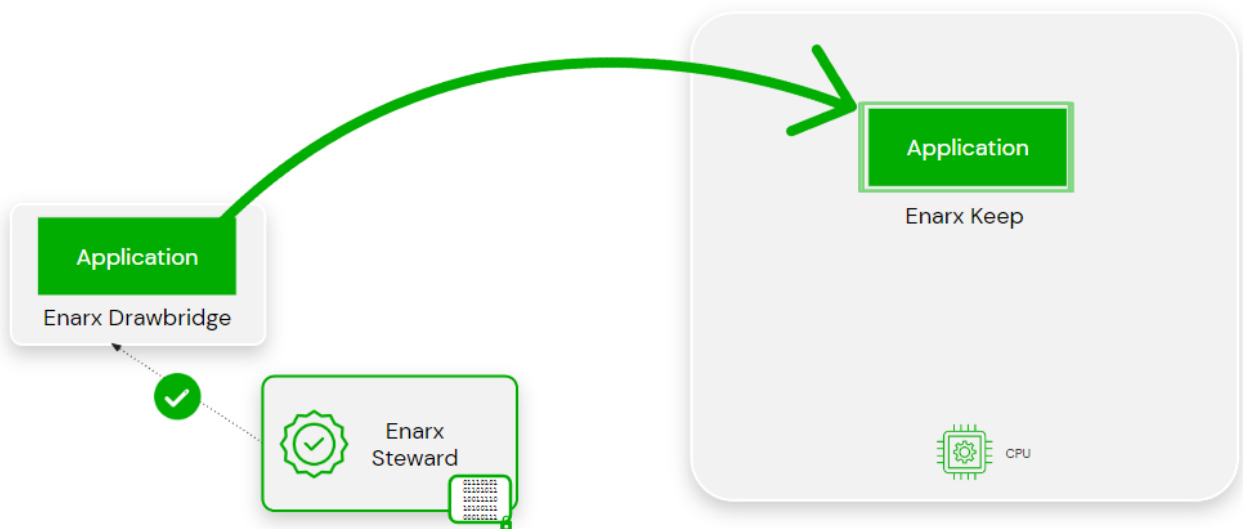 Application
Enarx Keep
Application
Enarx Drawbridge
Enarx
Steward
CPU